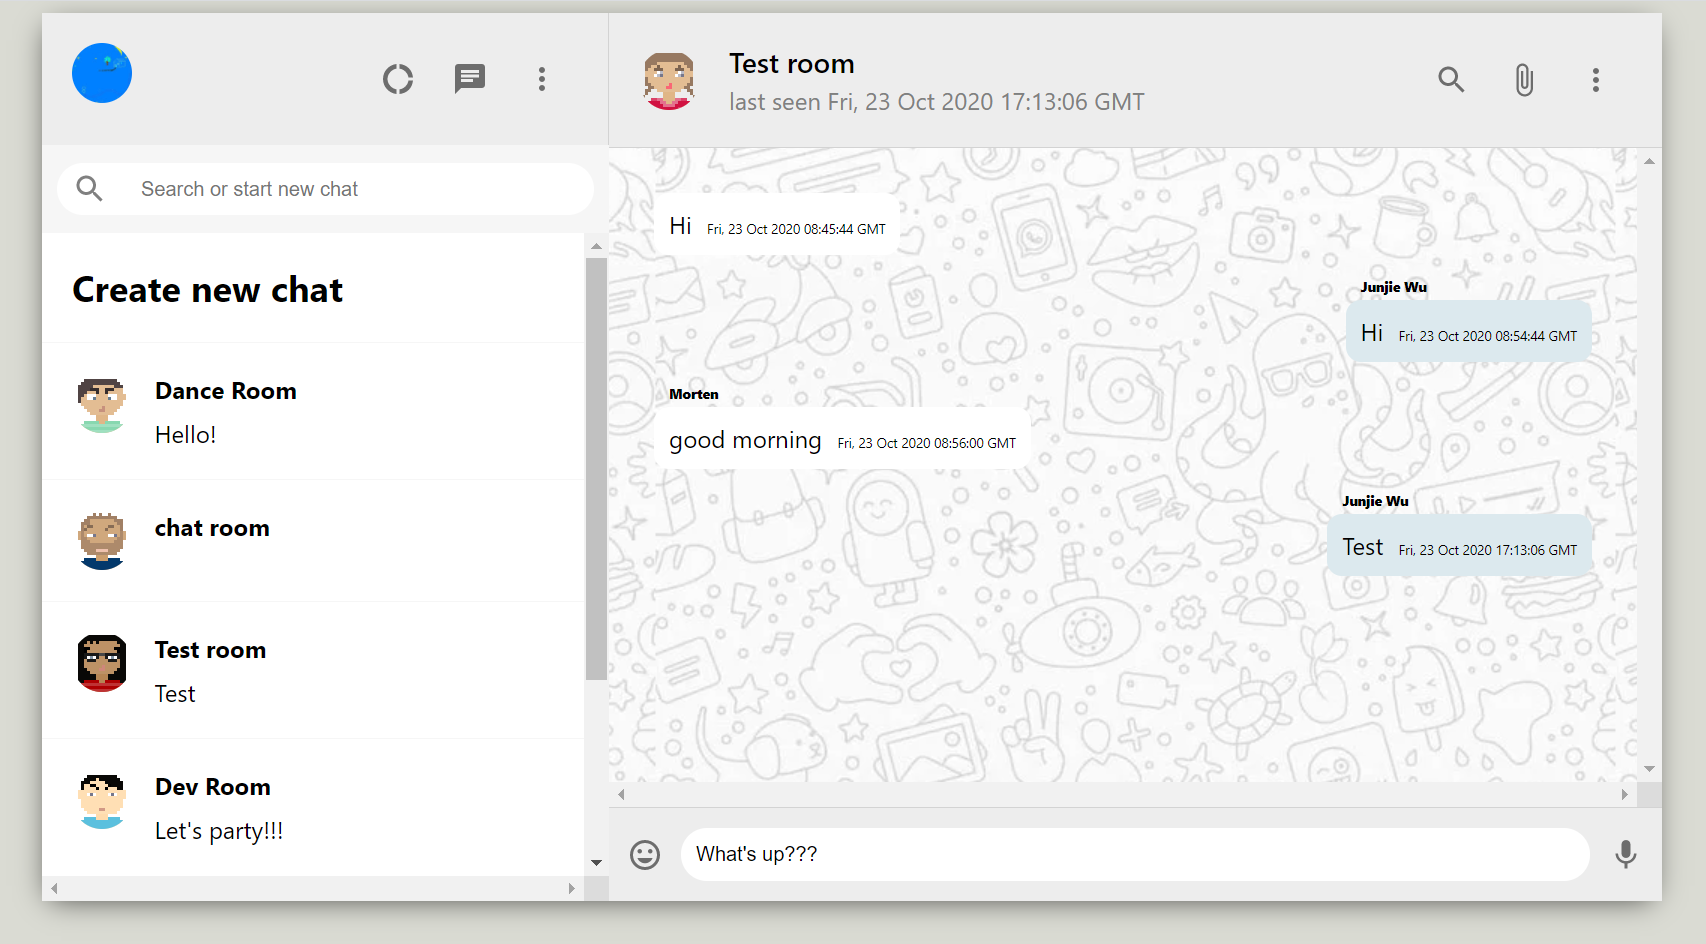 Search or start new chat
Create new chat
Dance Room
Hello!
chat room
Test room
Test
Dev Room
Let's party!!!
Test room
last seen Fri, 23 Oct 2020 17:13:06 GMT
Hi Fri, 23 Oct 2020 08:45:44 GMT
Junjie Wu
Hi Fri, 23 Oct 2020 08:54:44 GMT
Morten
good morning Fri, 23 Oct 2020 08:56:00 GMT
Junjie Wu
Test Fri, 23 Oct 2020 17:13:06 GMT
What's up???